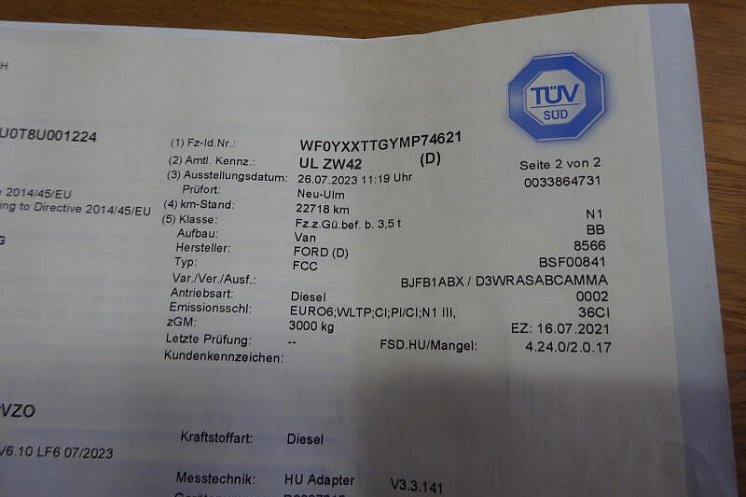 H
TÜV
SÜD
U0T8U001224
(1) Fz-Id.Nr.: WF0YXXTTGYMP74621
(2) Amtl. Kennz.: UL ZW42 (D)
Seite 2 von 2
(3) Ausstellungsdatum: 26.07.2023 11:19 Uhr
0033864731
Prüfort: Neu-Ulm
2014/45/EU
(4) km-Stand: 22718 km
N1
ing to Directive 2014/45/EU
(5) Klasse: Fz.z.Gü.bef. b. 3,5 t
BB
Aufbau: Van
8566
G
Hersteller: FORD (D)
BSF00841
Typ: FCC
Var./Ver./Ausf.: BJFB1ABX / D3WRASABCAMMA
0002
Antriebsart: Diesel
36CI
Emissionsschl: EURO6;WLTP;CI;PI/CI;N1 III,
zGM: 3000 kg
EZ: 16.07.2021
Letzte Prüfung: --
FSD.HU/Mangel: 4.24.0/2.0.17
Kundenkennzeichen:
VZO
Kraftstoffart: Diesel
V6.10 LF6 07/2023
Messtechnik: HU Adapter V3.3.141